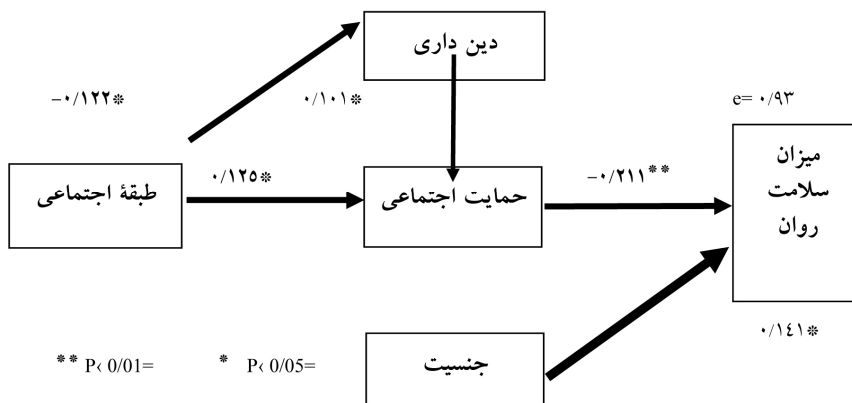 دین داری
-۰/۱۲۲*
۰/۱۰۱*
e= ۰/۹۳
میزان
سلامت
روان
طبقۀ اجتماعی
۰/۱۲۵*
حمایت اجتماعی
-۰/۲۱۱**
۰/۱٤۱*
جنسیت
** P‹ 0/01=
* P‹ 0/05=